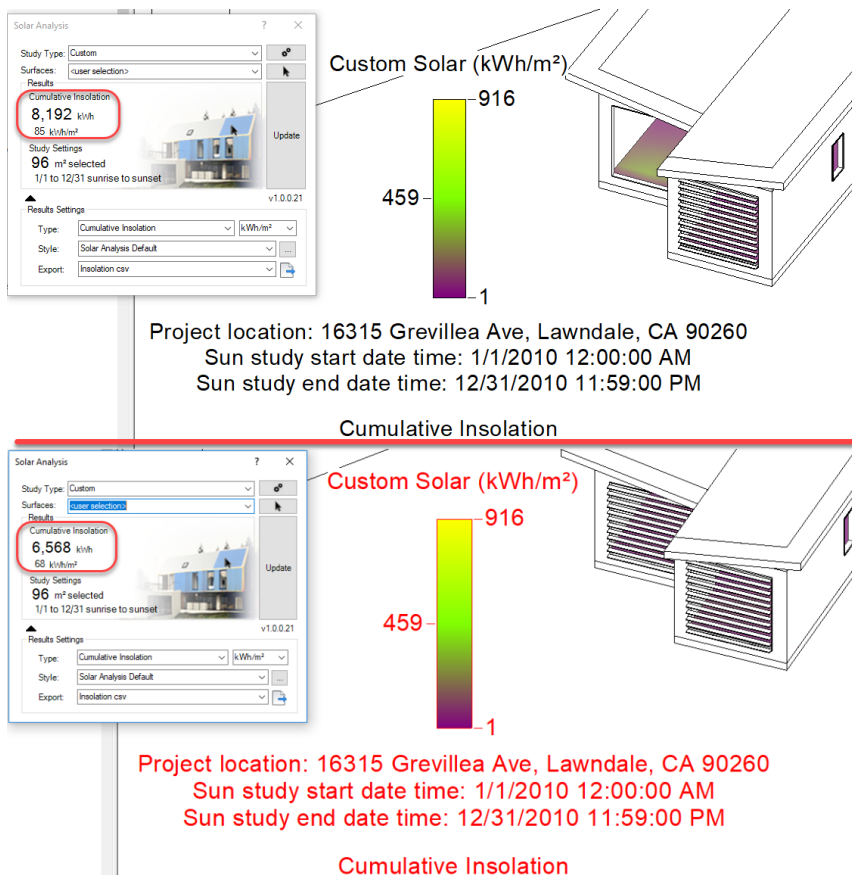 Solar Analysis ? ×
Study Type: Custom
Surfaces: <user selection>
Results
Cumulative Insolation
8,192 kWh
85 kWh/m²
Study Settings
96 m² selected
1/1 to 12/31 sunrise to sunset
Update
v1.0.0.21
Results Settings
Type: Cumulative Insolation kWh/m²
Style: Solar Analysis Default ...
Export: Insolation csv
Custom Solar (kWh/m²)
916
459
1
Project location: 16315 Grevillea Ave, Lawndale, CA 90260
Sun study start date time: 1/1/2010 12:00:00 AM
Sun study end date time: 12/31/2010 11:59:00 PM
Cumulative Insolation
Solar Analysis ? ×
Study Type: Custom
Surfaces: <user selection>
Results
Cumulative Insolation
6,568 kWh
68 kWh/m²
Study Settings
96 m² selected
1/1 to 12/31 sunrise to sunset
Update
v1.0.0.21
Results Settings
Type: Cumulative Insolation kWh/m²
Style: Solar Analysis Default ...
Export: Insolation csv
Custom Solar (kWh/m²)
916
459
1
Project location: 16315 Grevillea Ave, Lawndale, CA 90260
Sun study start date time: 1/1/2010 12:00:00 AM
Sun study end date time: 12/31/2010 11:59:00 PM
Cumulative Insolation